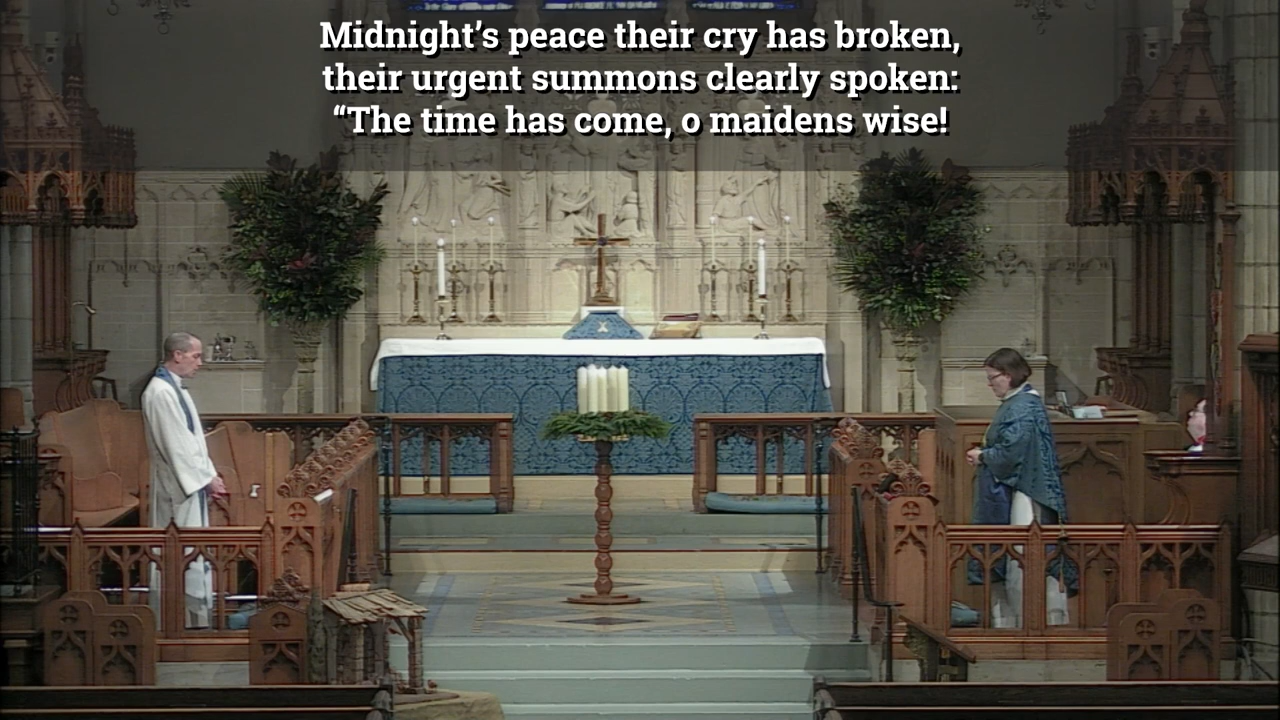 Midnight’s peace their cry has broken,
their urgent summons clearly spoken:
“The time has come, o maidens wise!